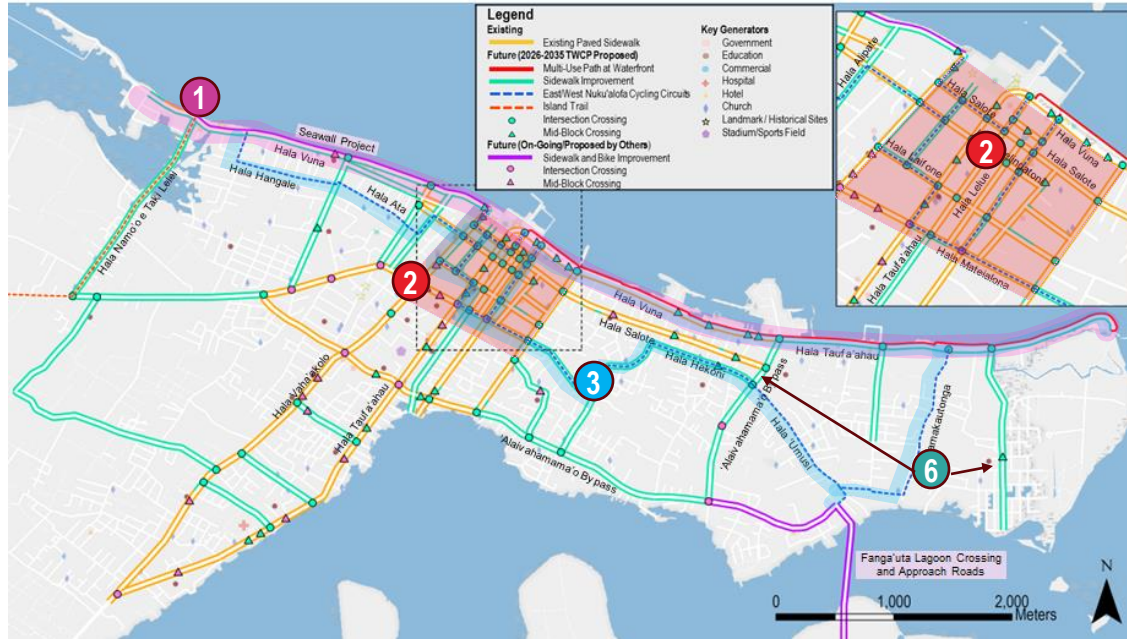 Legend
Existing
Existing Paved Sidewalk
Future (2026-2035 TWCP Proposed)
Multi-Use Path at Waterfront
Sidewalk Improvement
East/West Nuku'alofa Cycling Circuits
Island Trail
Intersection Crossing
Mid-Block Crossing
Future (On-Going/Proposed by Others)
Sidewalk and Bike Improvement
Intersection Crossing
Mid-Block Crossing
Key Generators
Government
Education
Commercial
Hospital
Hotel
Church
Landmark / Historical Sites
Stadium/Sports Field
1
Seawall Project
Hala Vuna
Hala Hangale
Hala Ata
Hala Namo'o e Taki Lelei
2
Hala Vaha'akolo
Hala Taufa'ahau
3
Hala Vuna
Hala Salote
Hala Hekoni
Hala Taufa'ahau
'Alaivahamama'o Bypass
'Alaivahamama'o Bypass
Hala 'Umusi
amakautonga
6
Fanga'uta Lagoon Crossing
and Approach Roads
N
0 1,000 2,000
Meters
Hala Alipate
Hala Salote
2
Hala Vuna
Hala Laifone
Hala Lelue
Hala Salote
Hala Taufa'ahau
Hala Mateialona